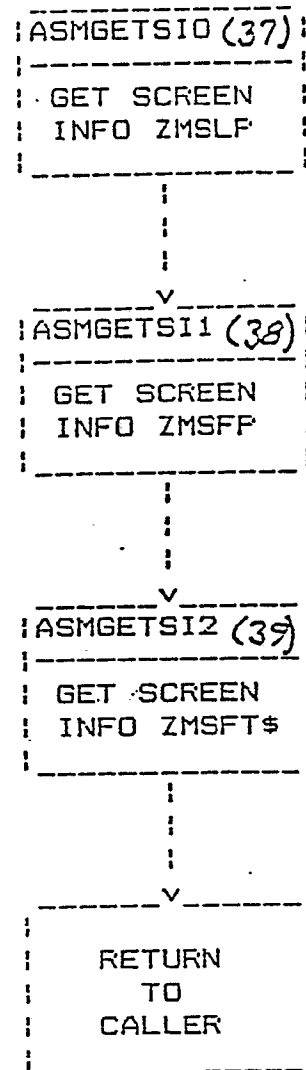 ASMGETSI0 (37)
GET SCREEN
INFO ZMSLP
ASMGETSI1 (38)
GET SCREEN
INFO ZMSFP
ASMGETSI2 (39)
GET SCREEN
INFO ZMSFT$
RETURN
TO
CALLER